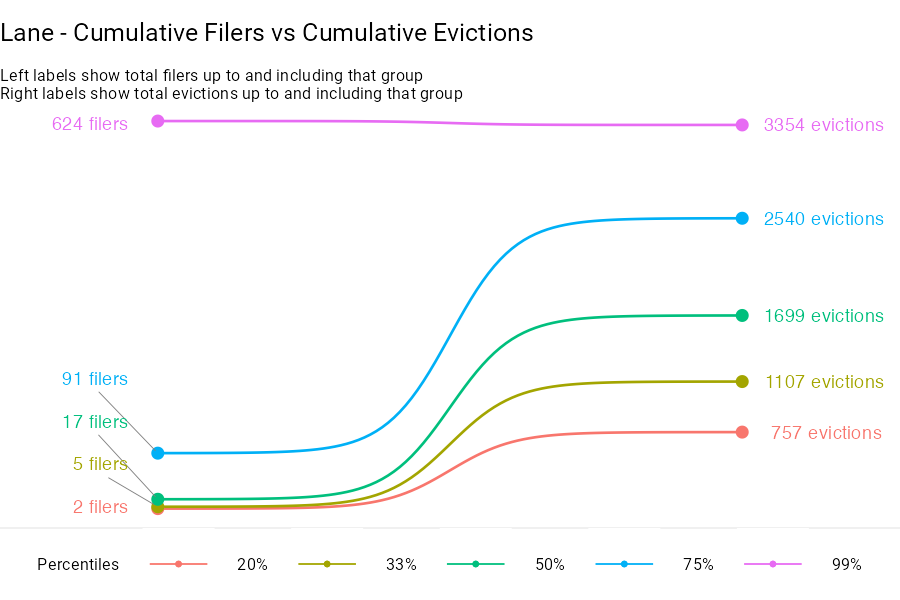 Lane - Cumulative Filers vs Cumulative Evictions
Left labels show total filers up to and including that group
Right labels show total evictions up to and including that group
624 filers
3354 evictions
2540 evictions
1699 evictions
91 filers
1107 evictions
17 filers
757 evictions
5 filers
2 filers
Percentiles 20% 33% 50% 75% 99%